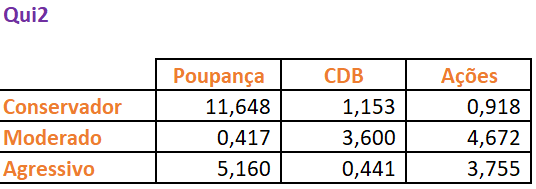 Qui2
Poupança CDB Ações
Conservador 11,648 1,153 0,918
Moderado 0,417 3,600 4,672
Agressivo 5,160 0,441 3,755